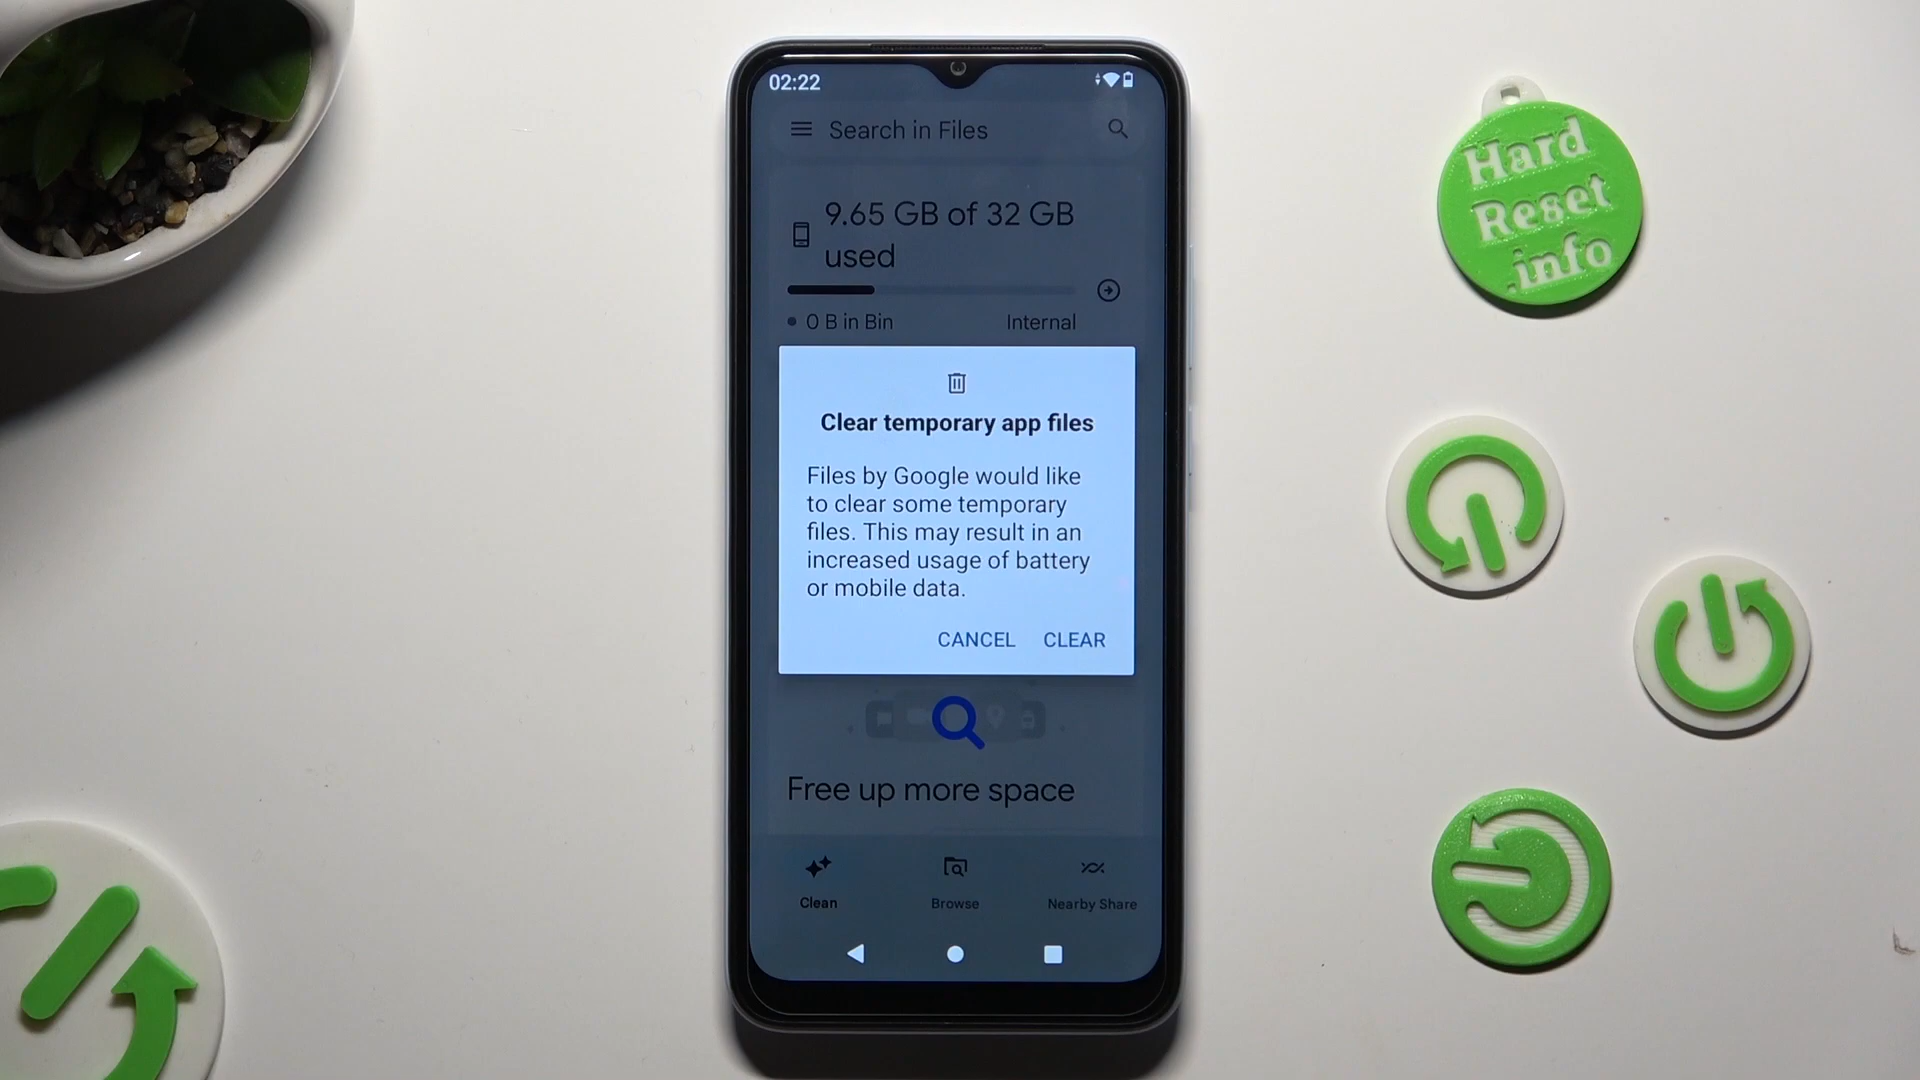 02:22
Search in Files
9.65 GB of 32 GB
used
0 B in Bin
Internal
Clear temporary app files
Files by Google would like
to clear some temporary
files. This may result in an
increased usage of battery
or mobile data.
CANCEL
CLEAR
Free up more space
Clean
Browse
Nearby Share
Hard
Reset
.info